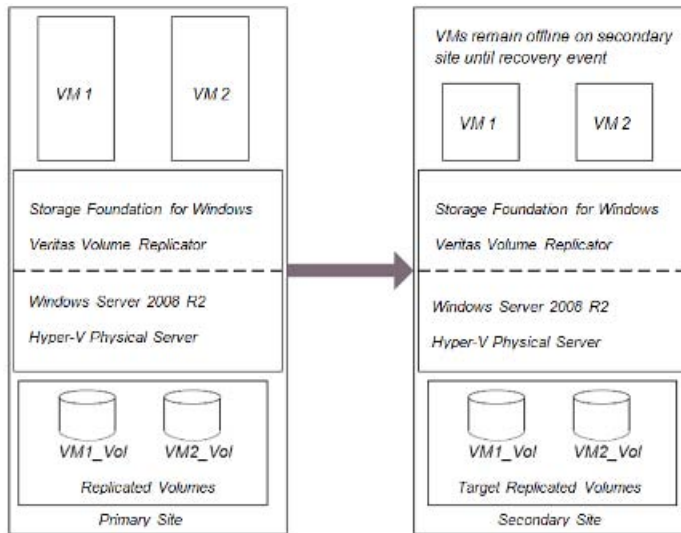 VM 1
VM 2
Storage Foundation for Windows
Veritas Volume Replicator
Windows Server 2008 R2
Hyper-V Physical Server
VM1_Vol
VM2_Vol
Replicated Volumes
Primary Site
VMs remain offline on secondary
site until recovery event
VM 1
VM 2
Storage Foundation for Windows
Veritas Volume Replicator
Windows Server 2008 R2
Hyper-V Physical Server
VM1_Vol
VM2_Vol
Target Replicated Volumes
Secondary Site